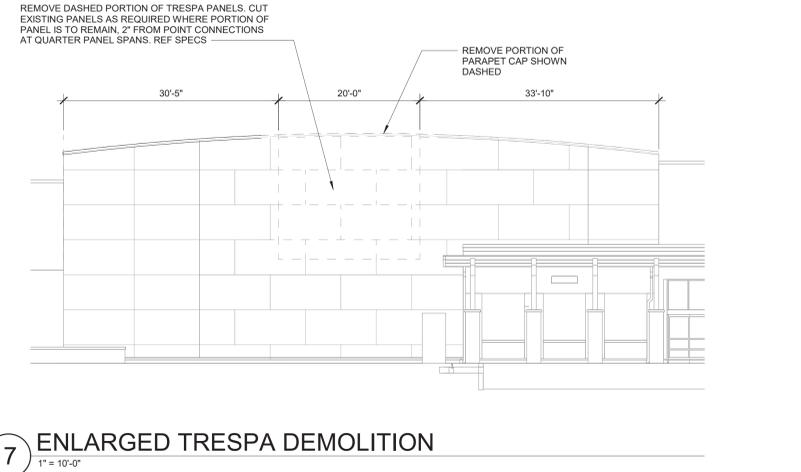 REMOVE DASHED PORTION OF TRESPA PANELS. CUT
EXISTING PANELS AS REQUIRED WHERE PORTION OF
PANEL IS TO REMAIN, 2" FROM POINT CONNECTIONS
AT QUARTER PANEL SPANS. REF SPECS
REMOVE PORTION OF
PARAPET CAP SHOWN
DASHED
30'-5"
20'-0"
33'-10"
7
ENLARGED TRESPA DEMOLITION
1" = 10'-0"